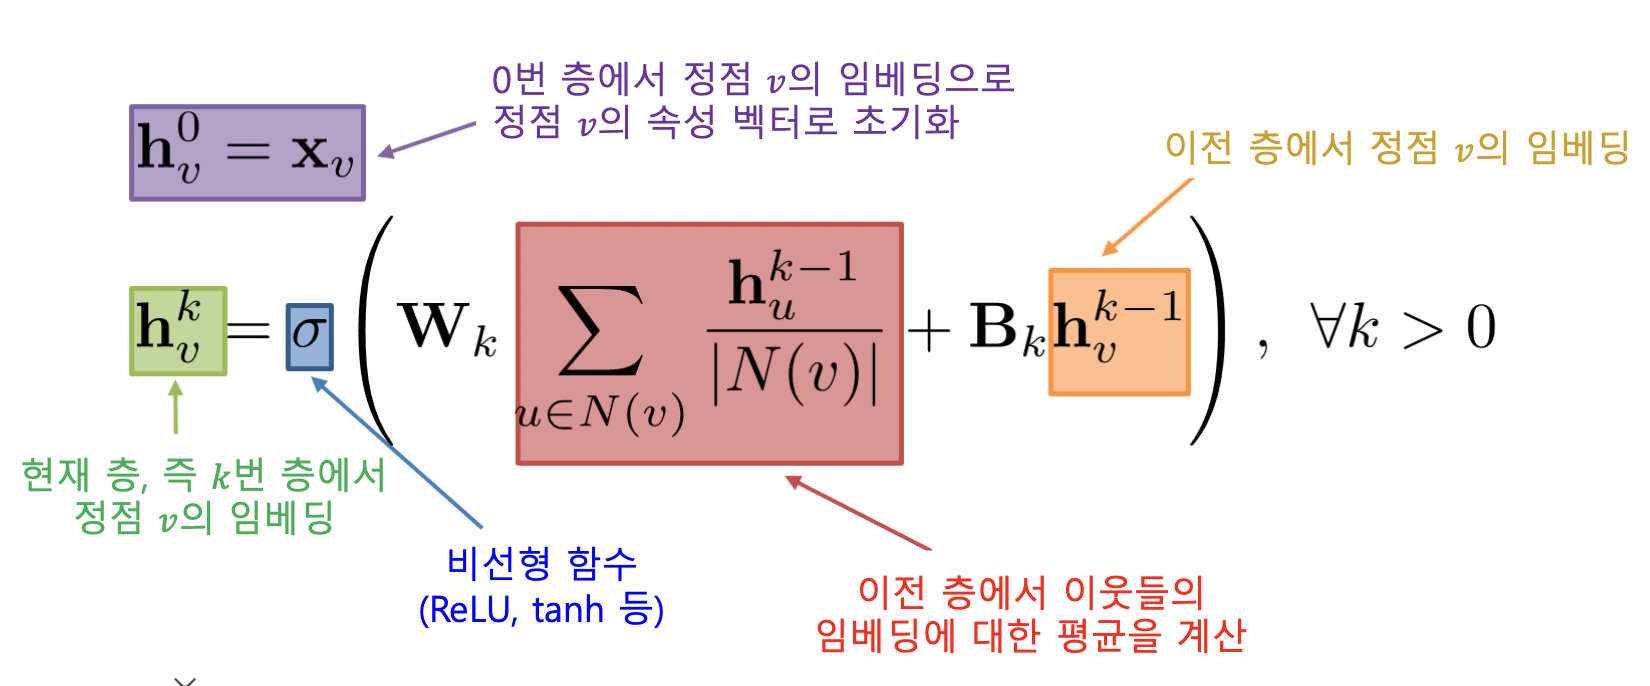 0번 층에서 정점 𝑣의 임베딩으로
정점 𝑣의 속성 벡터로 초기화
이전 층에서 정점 𝑣의 임베딩
$\mathbf{h}_v^0 = \mathbf{x}_v$
$\mathbf{h}_v^k = \sigma \left( \mathbf{W}_k \sum_{u \in N(v)} \frac{\mathbf{h}_u^{k-1}}{|N(v)|} + \mathbf{B}_k \mathbf{h}_v^{k-1} \right) , \ \forall k > 0$
현재 층, 즉 𝑘번 층에서
정점 𝑣의 임베딩
비선형 함수
(ReLU, tanh 등)
이전 층에서 이웃들의
임베딩에 대한 평균을 계산